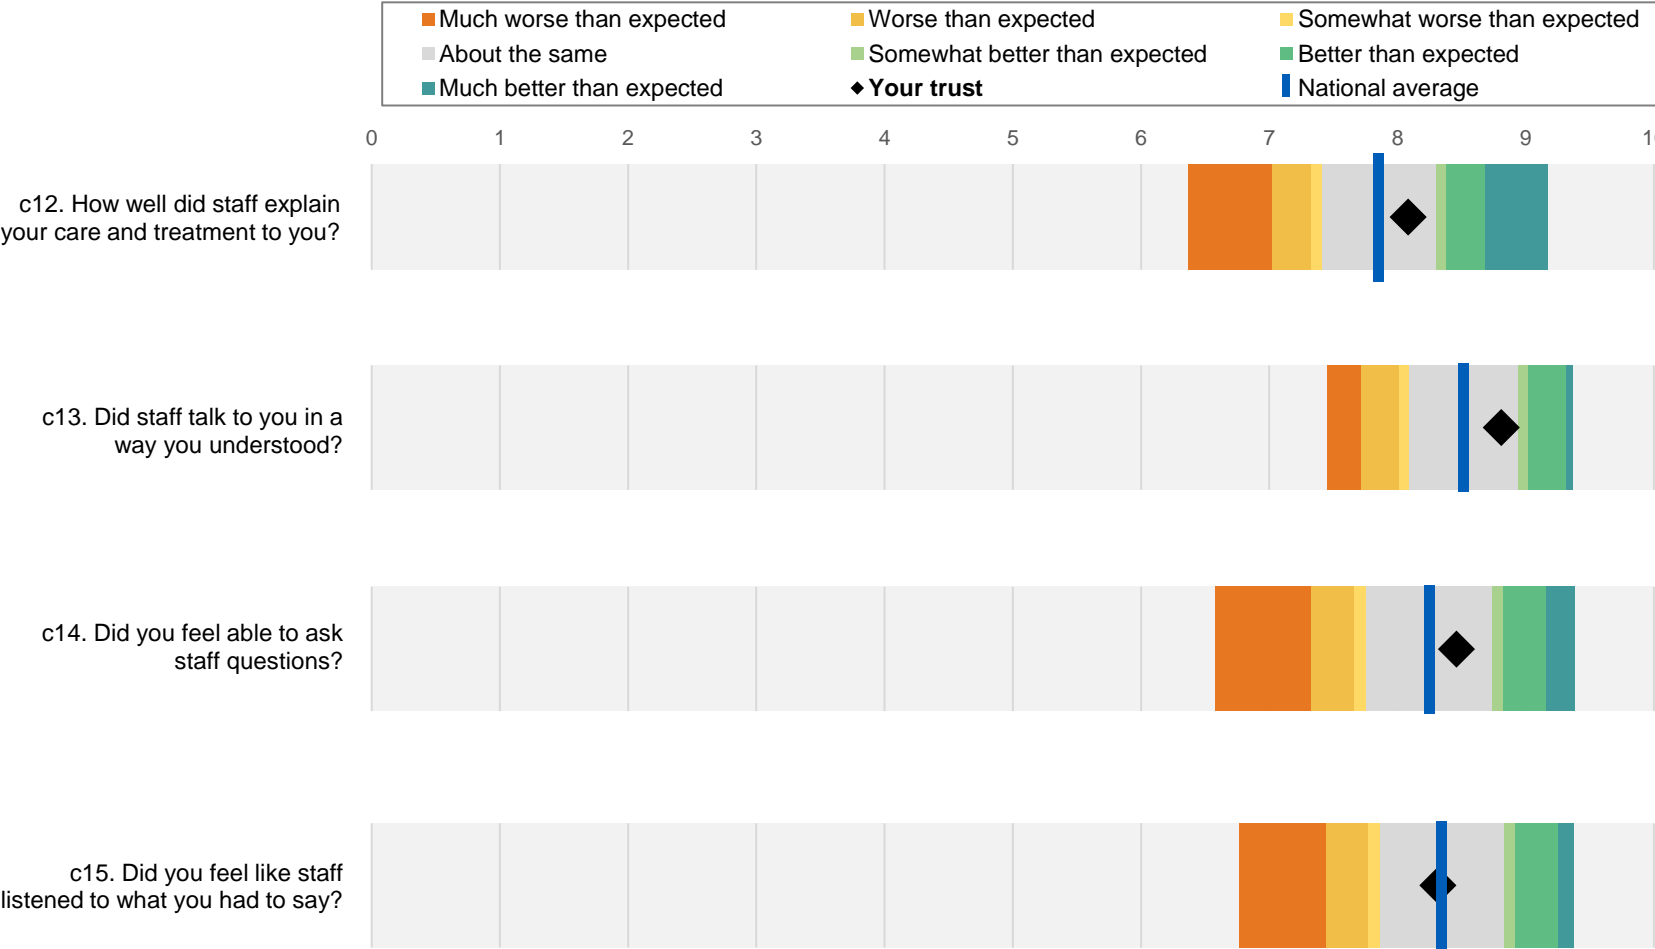 Much worse than expected
Worse than expected
Somewhat worse than expected
About the same
Somewhat better than expected
Better than expected
Much better than expected
Your trust
National average
0 1 2 3 4 5 6 7 8 9 1
c12. How well did staff explain
your care and treatment to you?
c13. Did staff talk to you in a
way you understood?
c14. Did you feel able to ask
staff questions?
c15. Did you feel like staff
listened to what you had to say?